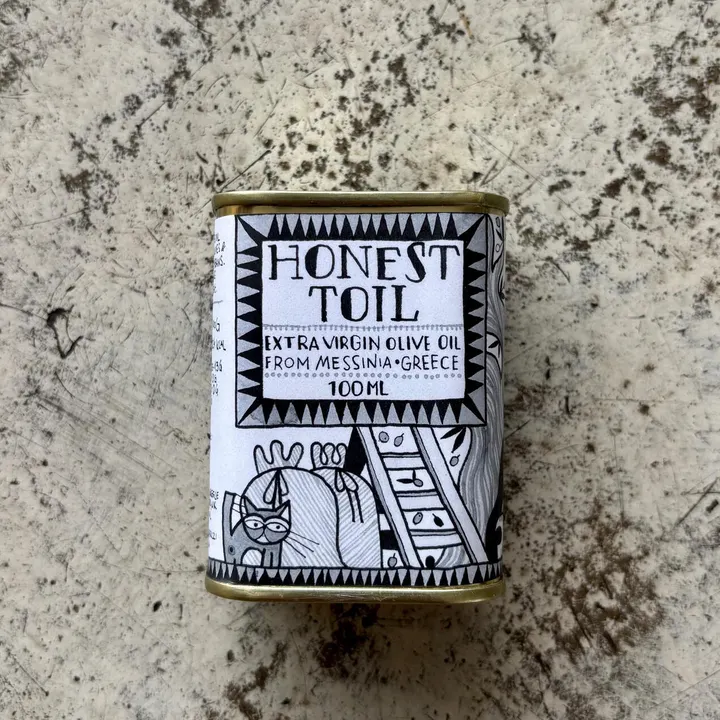 HONEST
TOIL
EXTRA VIRGIN OLIVE OIL
FROM MESSINIA•GREECE
100ML